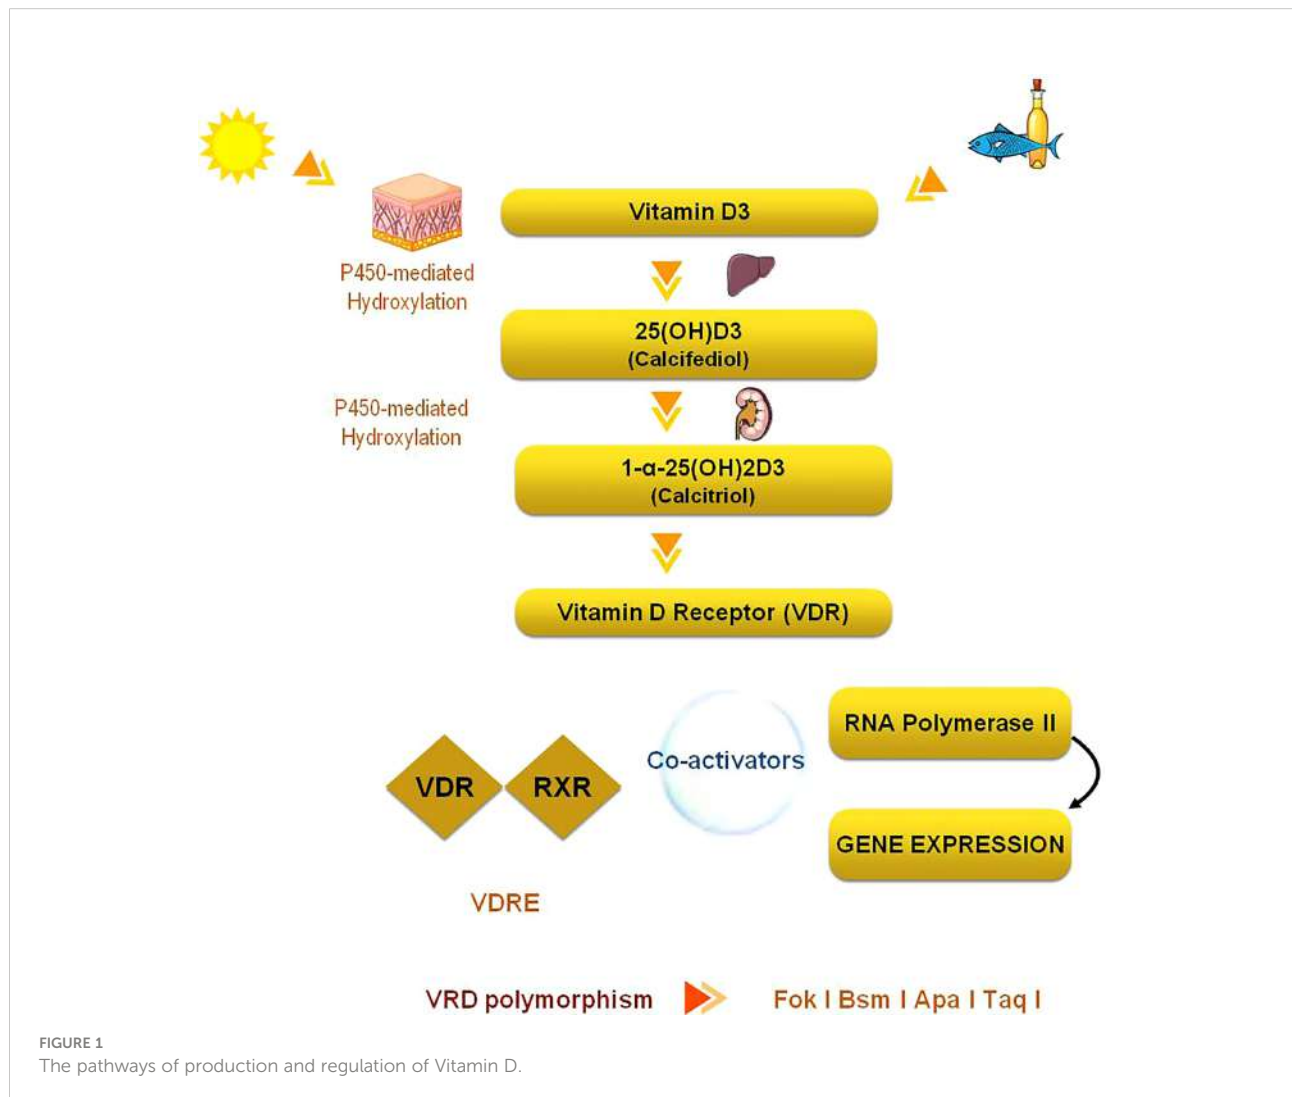 Vitamin D3
P450-mediated
Hydroxylation
25(OH)D3
(Calcifediol)
P450-mediated
Hydroxylation
1-α-25(OH)2D3
(Calcitriol)
Vitamin D Receptor (VDR)
VDR
RXR
Co-activators
RNA Polymerase II
GENE EXPRESSION
VDRE
VRD polymorphism
Fok I Bsm I Apa I Taq I
FIGURE 1
The pathways of production and regulation of Vitamin D.